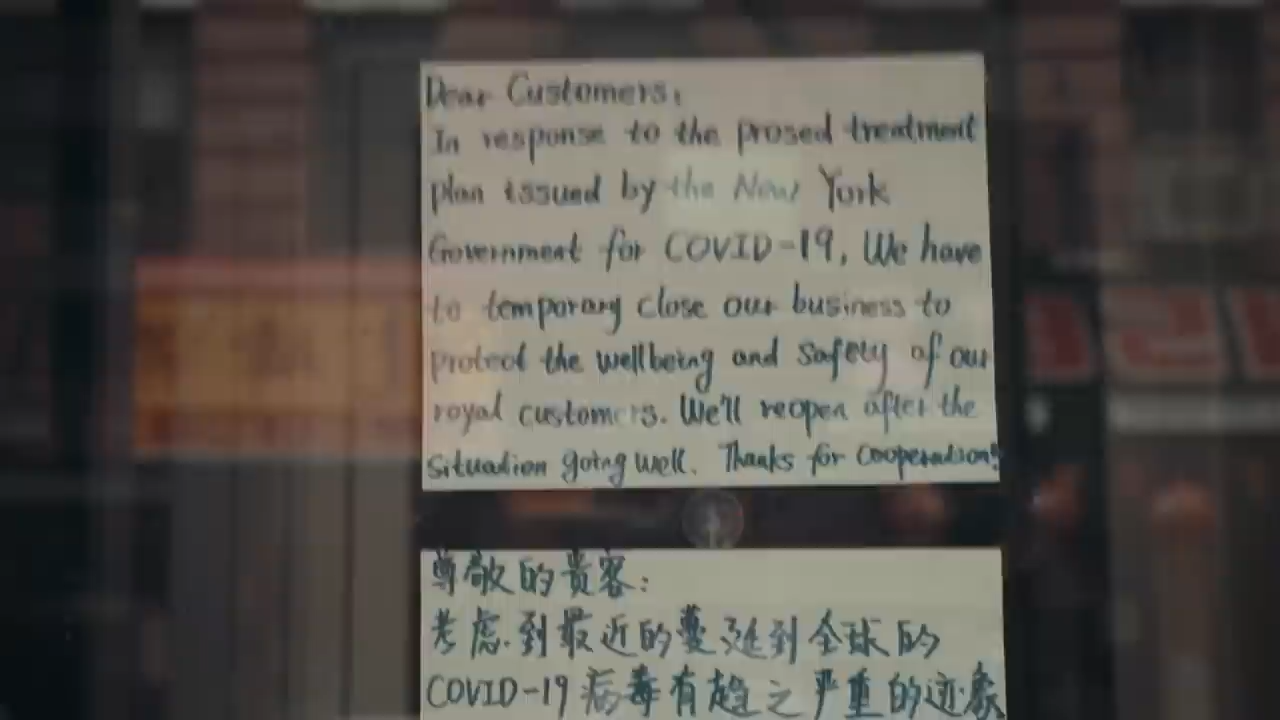 Dear Customers:
In response to the prosed treatment
plan issued by the New York
Government for COVID-19, We have
to temporary close our business to
protect the wellbeing and safety of our
royal customers. We'll reopen after the
situation going well. Thanks for cooperation!
尊敬的贵客:
考虑到最近的蔓延到全球的
COVID-19病毒有趋之严重的迹象